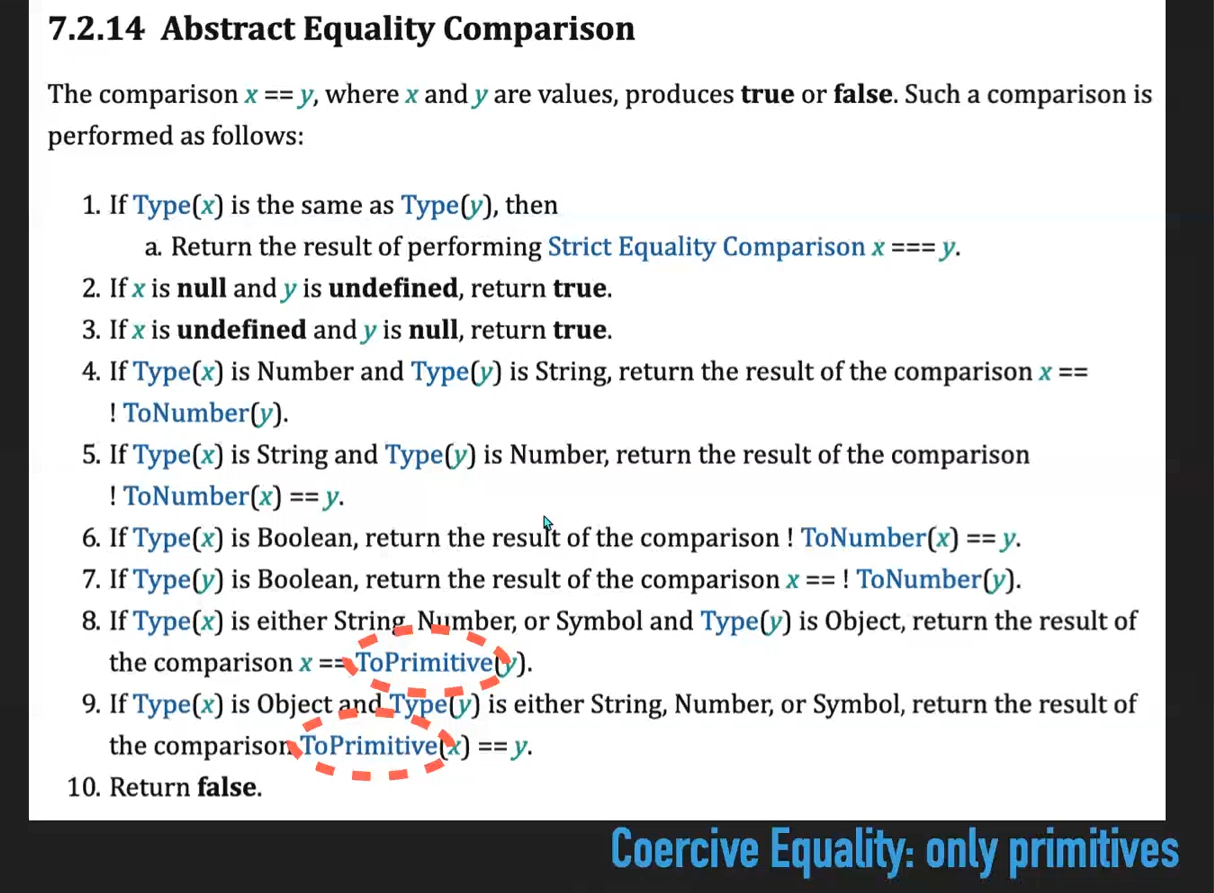 7.2.14 Abstract Equality Comparison
The comparison x == y, where x and y are values, produces true or false. Such a comparison is
performed as follows:
1. If Type(x) is the same as Type(y), then
a. Return the result of performing Strict Equality Comparison x === y.
2. If x is null and y is undefined, return true.
3. If x is undefined and y is null, return true.
4. If Type(x) is Number and Type(y) is String, return the result of the comparison x ==
! ToNumber(y).
5. If Type(x) is String and Type(y) is Number, return the result of the comparison
! ToNumber(x) == y.
6. If Type(x) is Boolean, return the result of the comparison ! ToNumber(x) == y.
7. If Type(y) is Boolean, return the result of the comparison x == ! ToNumber(y).
8. If Type(x) is either String, Number, or Symbol and Type(y) is Object, return the result of
the comparison x == ToPrimitive(y).
9. If Type(x) is Object and Type(y) is either String, Number, or Symbol, return the result of
the comparison ToPrimitive(x) == y.
10. Return false.
Coercive Equality: only primitives